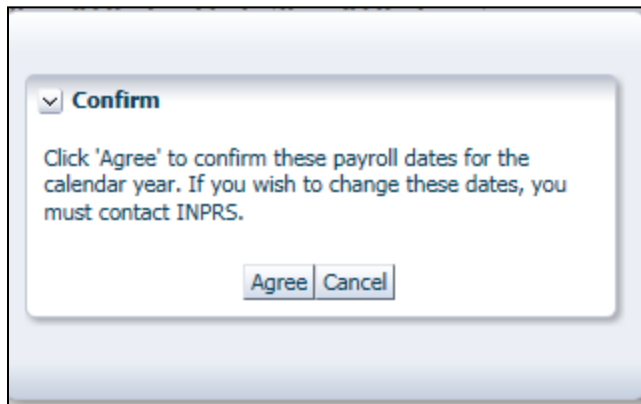 Confirm
Click 'Agree' to confirm these payroll dates for the
calendar year. If you wish to change these dates, you
must contact INPRS.
Agree Cancel